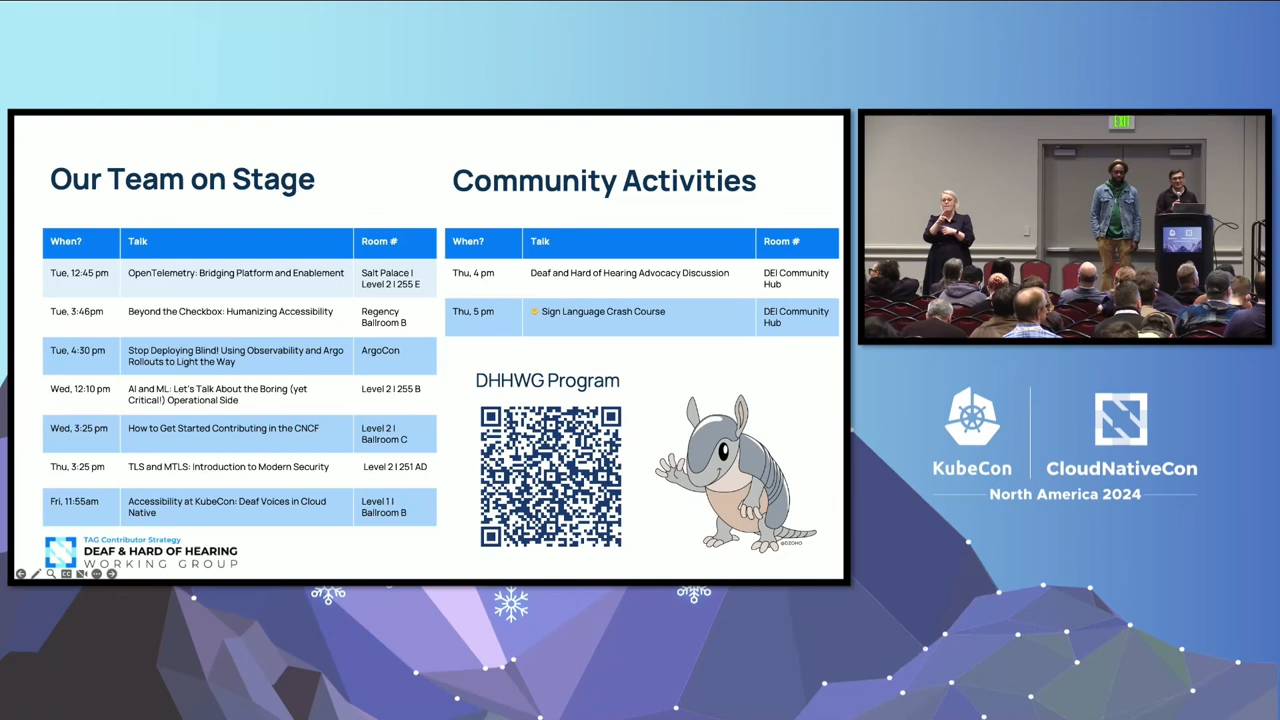 Our Team on Stage
When? Talk Room #
Tue, 12:45 pm OpenTelemetry: Bridging Platform and Enablement Salt Palace |
Level 2 | 255 E
Tue, 3:46pm Beyond the Checkbox: Humanizing Accessibility Regency
Ballroom B
Tue, 4:30 pm Stop Deploying Blind! Using Observability and Argo ArgoCon
Rollouts to Light the Way
Wed, 12:10 pm AI and ML: Let's Talk About the Boring (yet Level 2 | 255 B
Critical!) Operational Side
Wed, 3:25 pm How to Get Started Contributing in the CNCF Level 2 |
Ballroom C
Thu, 3:25 pm TLS and MTLS: Introduction to Modern Security Level 2 | 251 AD
Fri, 11:55am Accessibility at KubeCon: Deaf Voices in Cloud Level 1 |
Native Ballroom B
TAG Contributor Strategy
DEAF & HARD OF HEARING
WORKING GROUP
Community Activities
When? Talk Room #
Thu, 4 pm Deaf and Hard of Hearing Advocacy Discussion DEI Community
Hub
Thu, 5 pm Sign Language Crash Course DEI Community
Hub
DHHWG Program
@DZOHO
EXIT
KubeCon CloudNativeCon
North America 2024